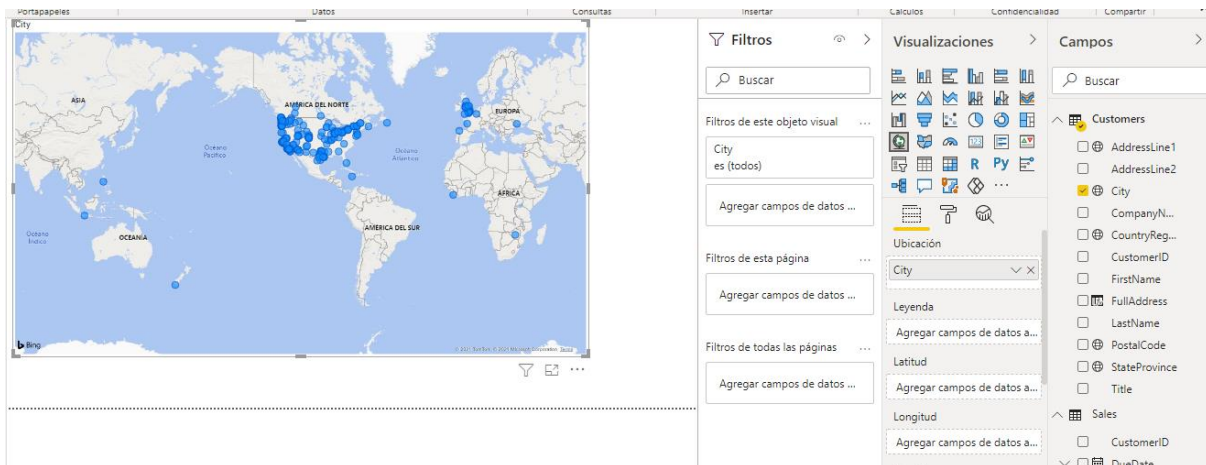 Portapapeles
Datos
Consultas
Insertar
Cálculos
Confidencialidad
Compartir
City
ASIA
AMÉRICA DEL NORTE
EUROPA
Océano
Pacífico
Océano
Atlántico
ÁFRICA
AMÉRICA DEL SUR
Océano
Índico
OCEANÍA
Bing
Filtros
Buscar
Filtros de este objeto visual
City
es (todos)
Agregar campos de datos ...
Filtros de esta página
Agregar campos de datos ...
Filtros de todas las páginas
Agregar campos de datos ...
Visualizaciones
123
R
Py
Ubicación
City
Leyenda
Agregar campos de datos a...
Latitud
Agregar campos de datos a...
Longitud
Agregar campos de datos a...
Campos
Buscar
Customers
AddressLine1
AddressLine2
City
CompanyN...
CountryReg...
CustomerID
FirstName
FullAddress
LastName
PostalCode
StateProvince
Title
Sales
CustomerID
DueDate